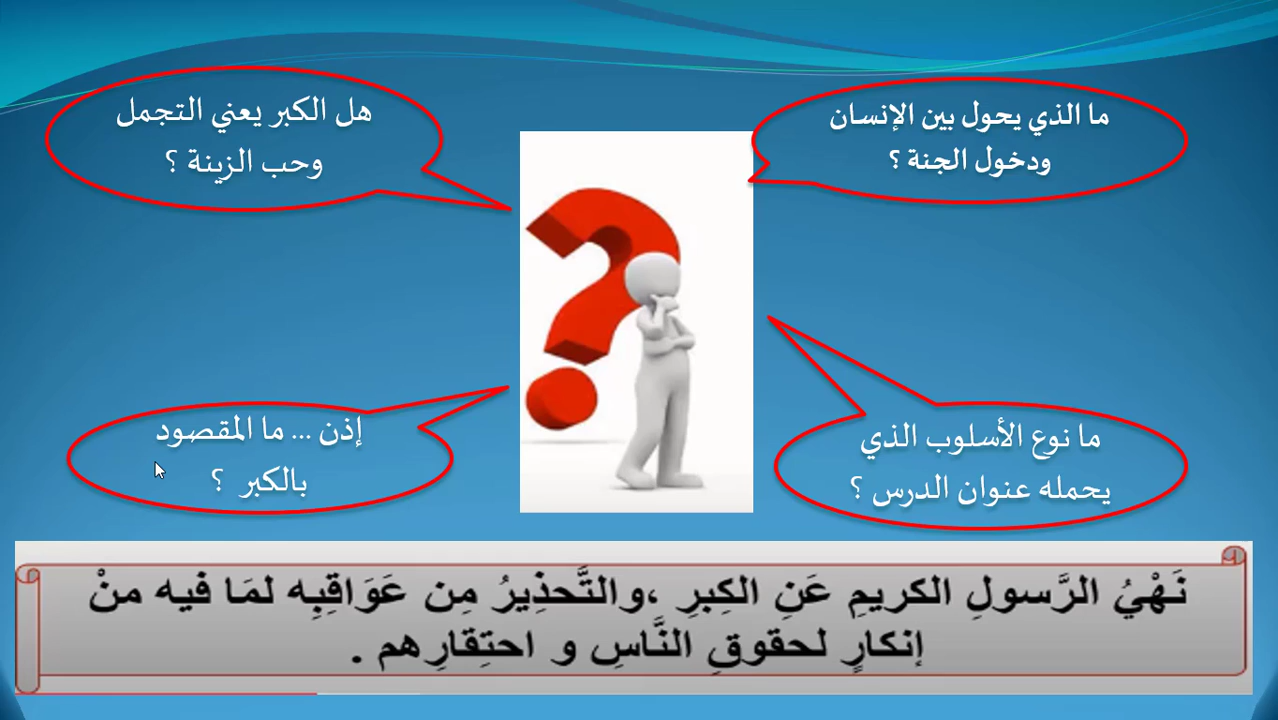 ما الذي يحول بين الإنسان
ودخول الجنة ؟
هل الكبر يعني التجمل
وحب الزينة ؟
ما نوع الأسلوب الذي
يحمله عنوان الدرس ؟
إذن ... ما المقصود
بالكبر ؟
نَهْيُ الرَّسولِ الكريمِ عَنِ الكِبرِ ،والتَّحذِيرُ مِن عَوَاقِبِه لمَا فيه منْ
إنكارٍ لحقوقِ النَّاسِ و احتِقارِهم .